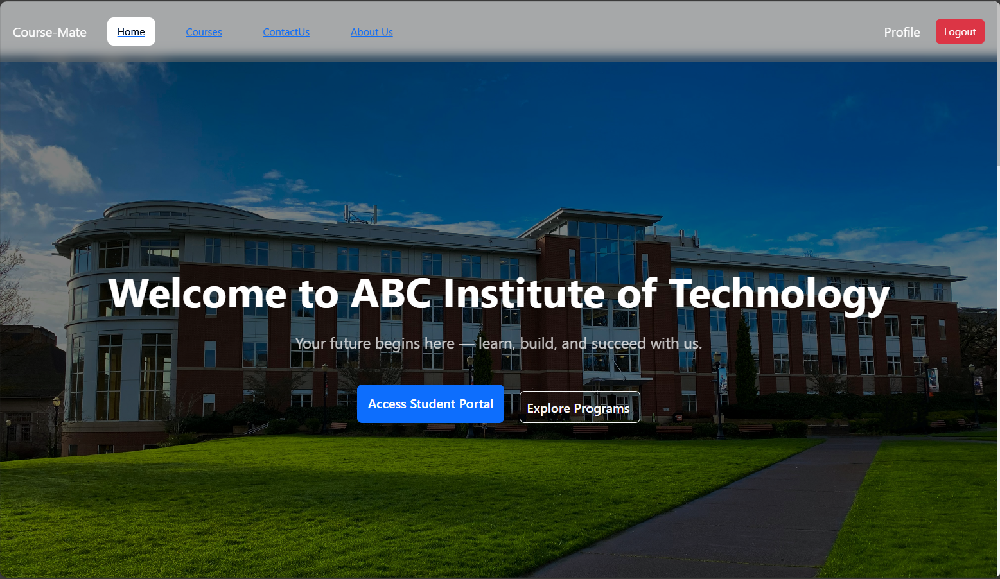 Course-Mate Home Courses ContactUs About Us Profile Logout
Welcome to ABC Institute of Technology
Your future begins here — learn, build, and succeed with us.
Access Student Portal Explore Programs